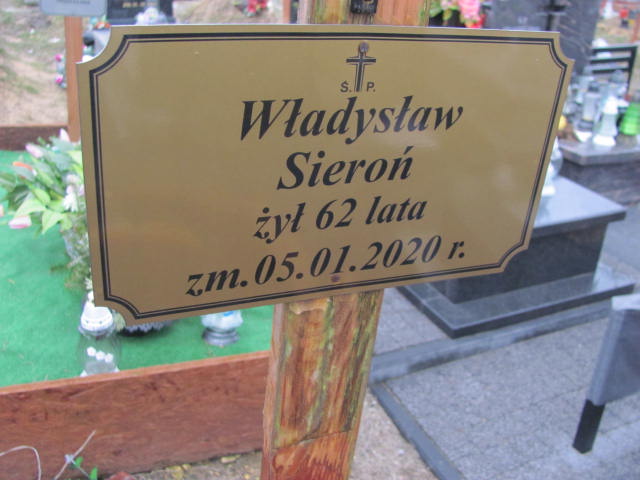 Ś. P.
Władysław
Sieroń
żył 62 lata
zm. 05.01.2020 r.